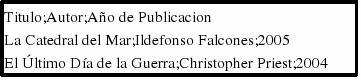 Titulo;Autor;Año de Publicacion
La Catedral del Mar;Ildefonso Falcones;2005
El Último Día de la Guerra;Christopher Priest;2004